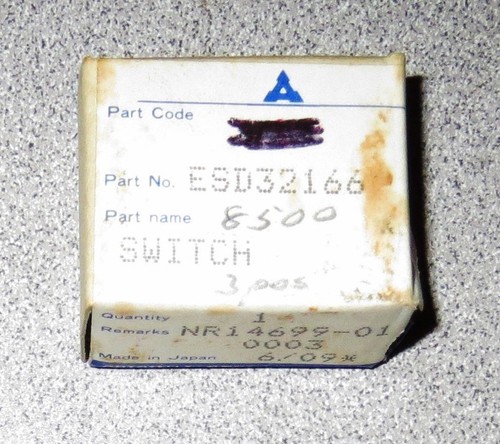 Part Code
Part No. ESD32166
Part name 8500
SWITCH
3 pos
Quantity 1
Remarks NR14699-01
0003
Made in Japan 6/09